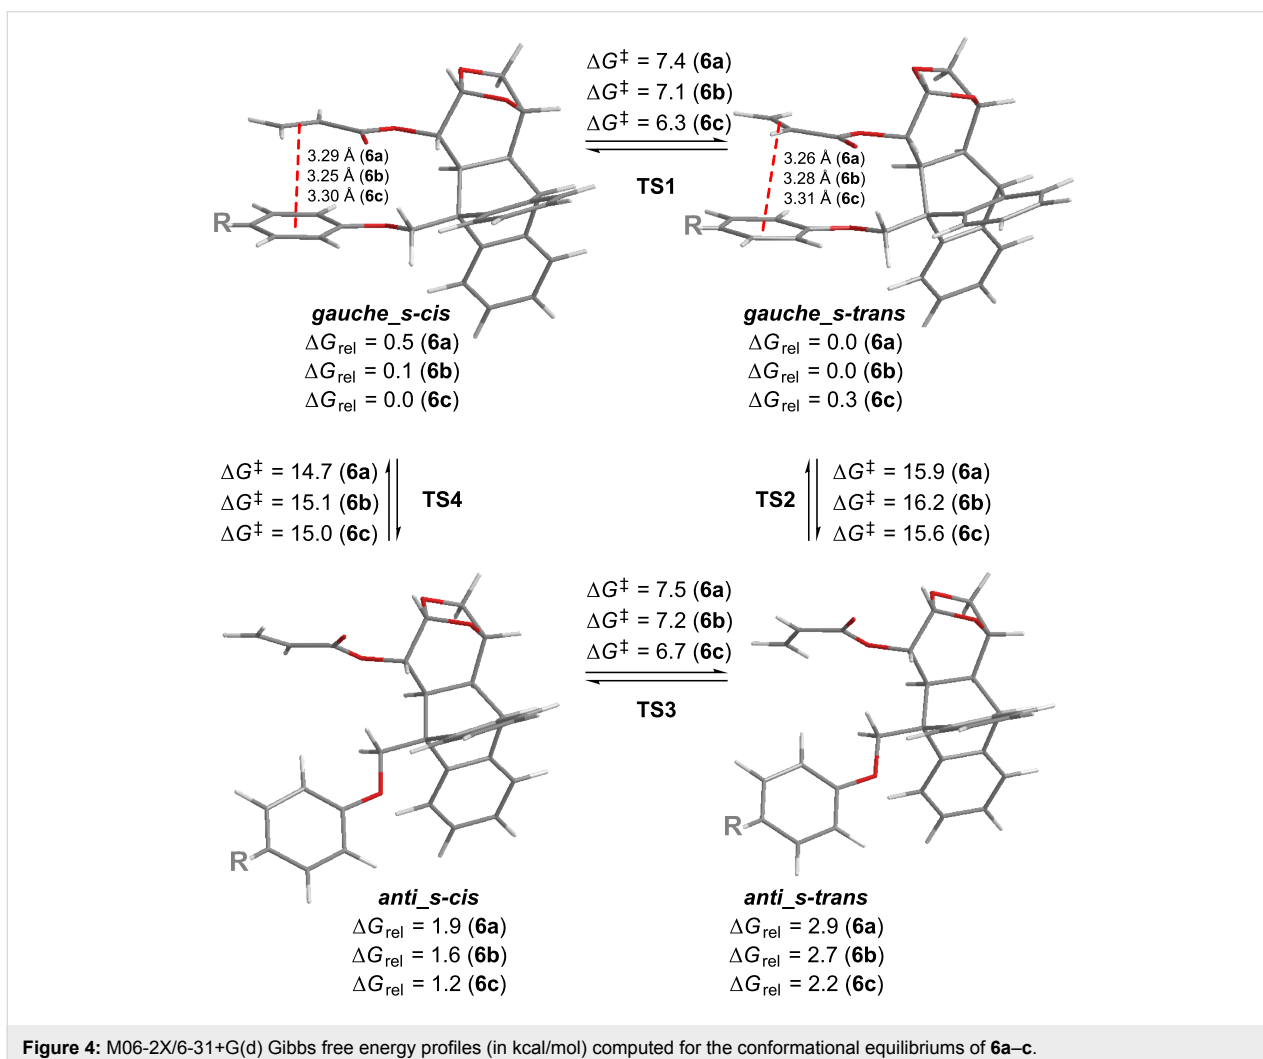 ΔG‡ = 7.4 (6a)
ΔG‡ = 7.1 (6b)
ΔG‡ = 6.3 (6c)
TS1
3.29 Å (6a)
3.25 Å (6b)
3.30 Å (6c)
R
3.26 Å (6a)
3.28 Å (6b)
3.31 Å (6c)
R
gauche_s-cis
ΔGrel = 0.5 (6a)
ΔGrel = 0.1 (6b)
ΔGrel = 0.0 (6c)
gauche_s-trans
ΔGrel = 0.0 (6a)
ΔGrel = 0.0 (6b)
ΔGrel = 0.3 (6c)
ΔG‡ = 14.7 (6a)
ΔG‡ = 15.1 (6b)
ΔG‡ = 15.0 (6c)
TS4
TS2
ΔG‡ = 15.9 (6a)
ΔG‡ = 16.2 (6b)
ΔG‡ = 15.6 (6c)
ΔG‡ = 7.5 (6a)
ΔG‡ = 7.2 (6b)
ΔG‡ = 6.7 (6c)
TS3
R
R
anti_s-cis
ΔGrel = 1.9 (6a)
ΔGrel = 1.6 (6b)
ΔGrel = 1.2 (6c)
anti_s-trans
ΔGrel = 2.9 (6a)
ΔGrel = 2.7 (6b)
ΔGrel = 2.2 (6c)
Figure 4: M06-2X/6-31+G(d) Gibbs free energy profiles (in kcal/mol) computed for the conformational equilibriums of 6a–c.